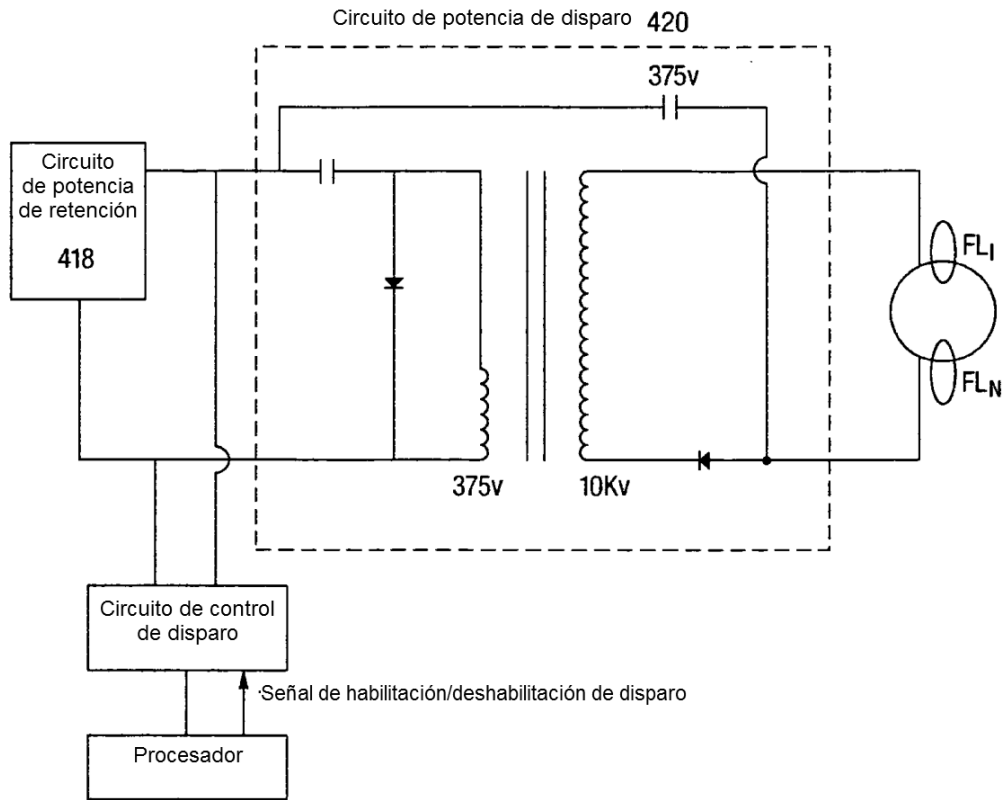 Circuito de potencia de disparo 420
375v
Circuito
de potencia
de retención
418
FL1
FLN
375v
10Kv
Circuito de control
de disparo
Señal de habilitación/deshabilitación de disparo
Procesador